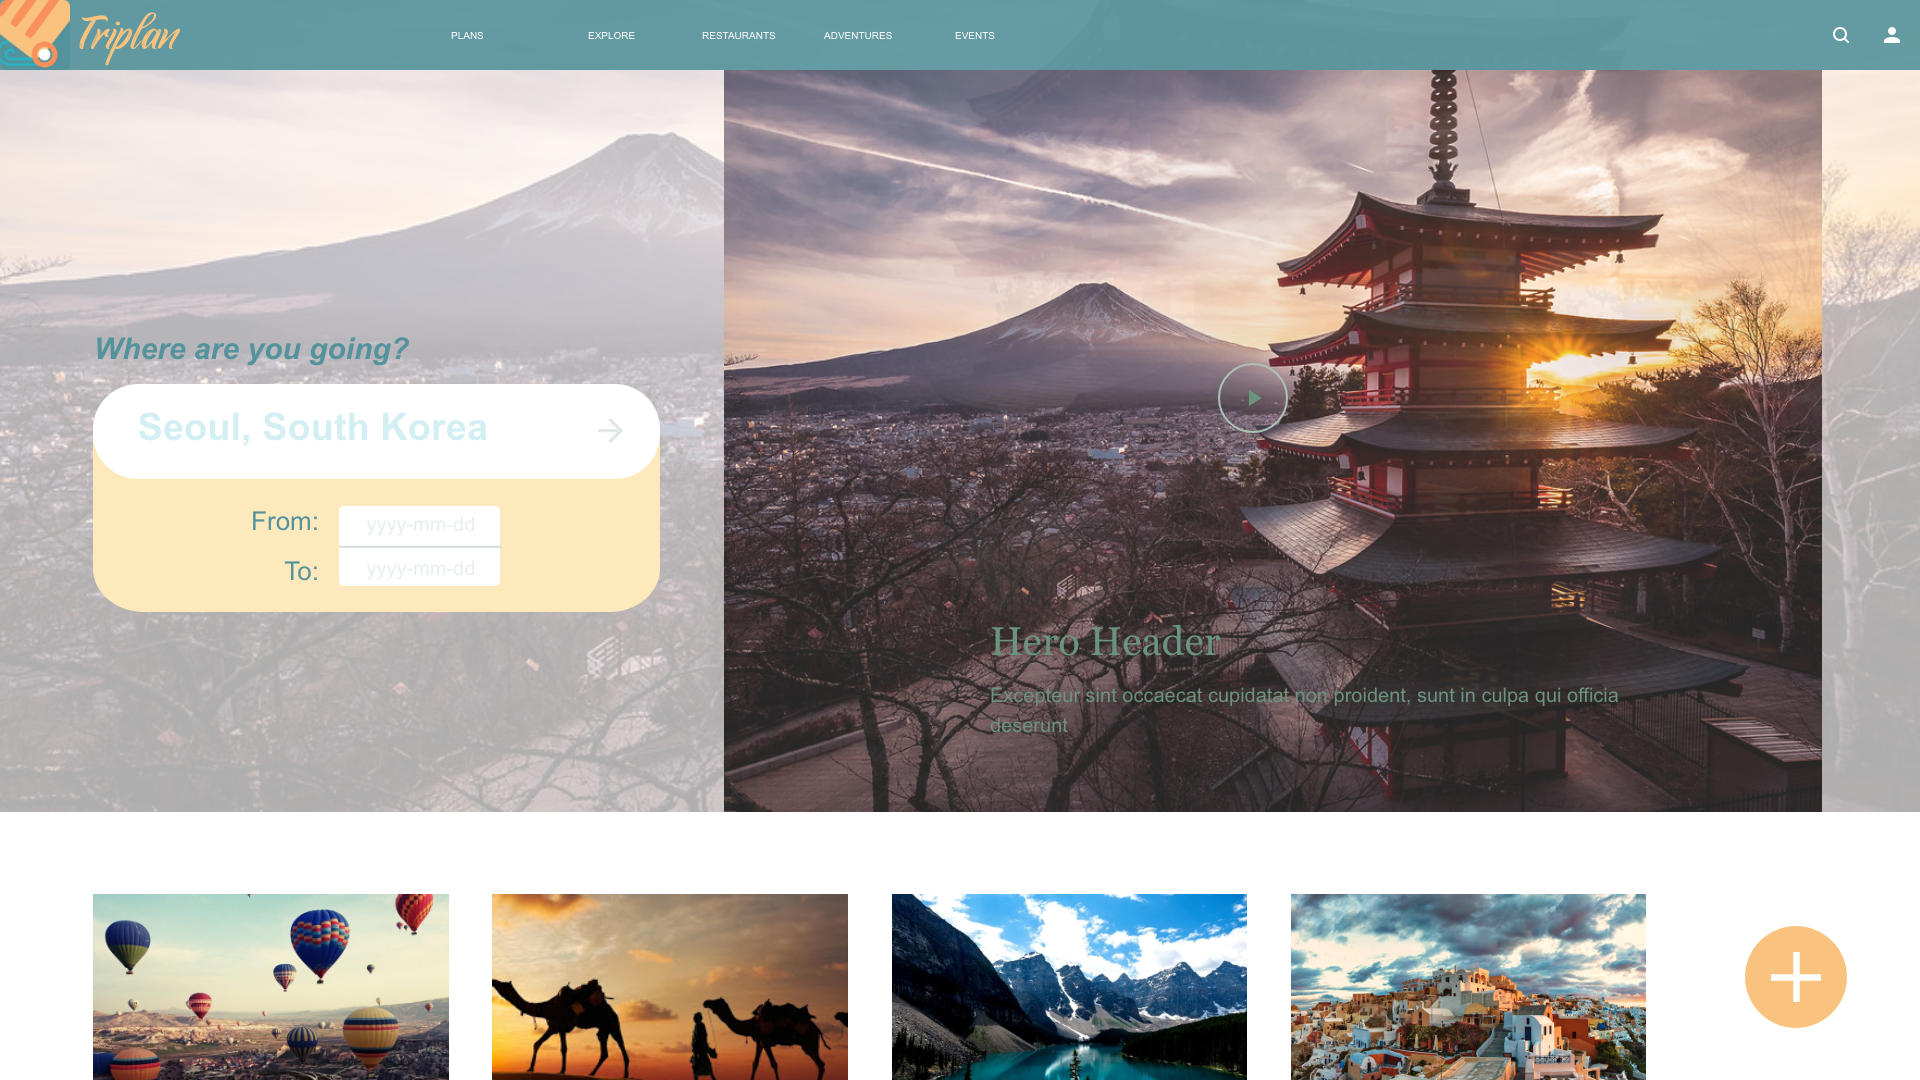 Triplan
PLANS
EXPLORE
RESTAURANTS
ADVENTURES
EVENTS
Where are you going?
Seoul, South Korea
From:
yyyy-mm-dd
To:
yyyy-mm-dd
Hero Header
Excepteur sint occaecat cupidatat non proident, sunt in culpa qui officia
deserunt